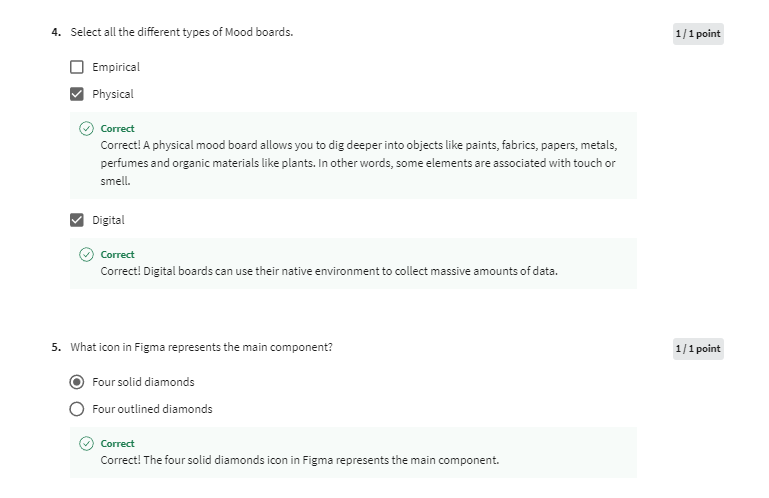 4. Select all the different types of Mood boards.
1 / 1 point
Empirical
Physical
Correct
Correct! A physical mood board allows you to dig deeper into objects like paints, fabrics, papers, metals,
perfumes and organic materials like plants. In other words, some elements are associated with touch or
smell.
Digital
Correct
Correct! Digital boards can use their native environment to collect massive amounts of data.
5. What icon in Figma represents the main component?
1 / 1 point
Four solid diamonds
Four outlined diamonds
Correct
Correct! The four solid diamonds icon in Figma represents the main component.